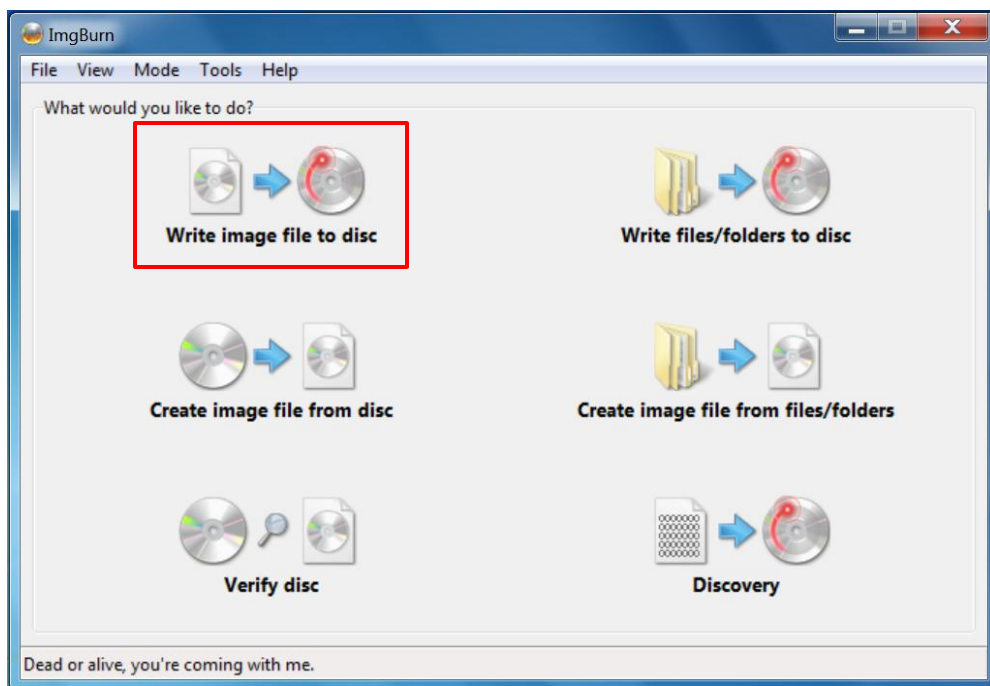 ImgBurn
File View Mode Tools Help
What would you like to do?
Write image file to disc
Write files/folders to disc
Create image file from disc
Create image file from files/folders
Verify disc
Discovery
Dead or alive, you're coming with me.